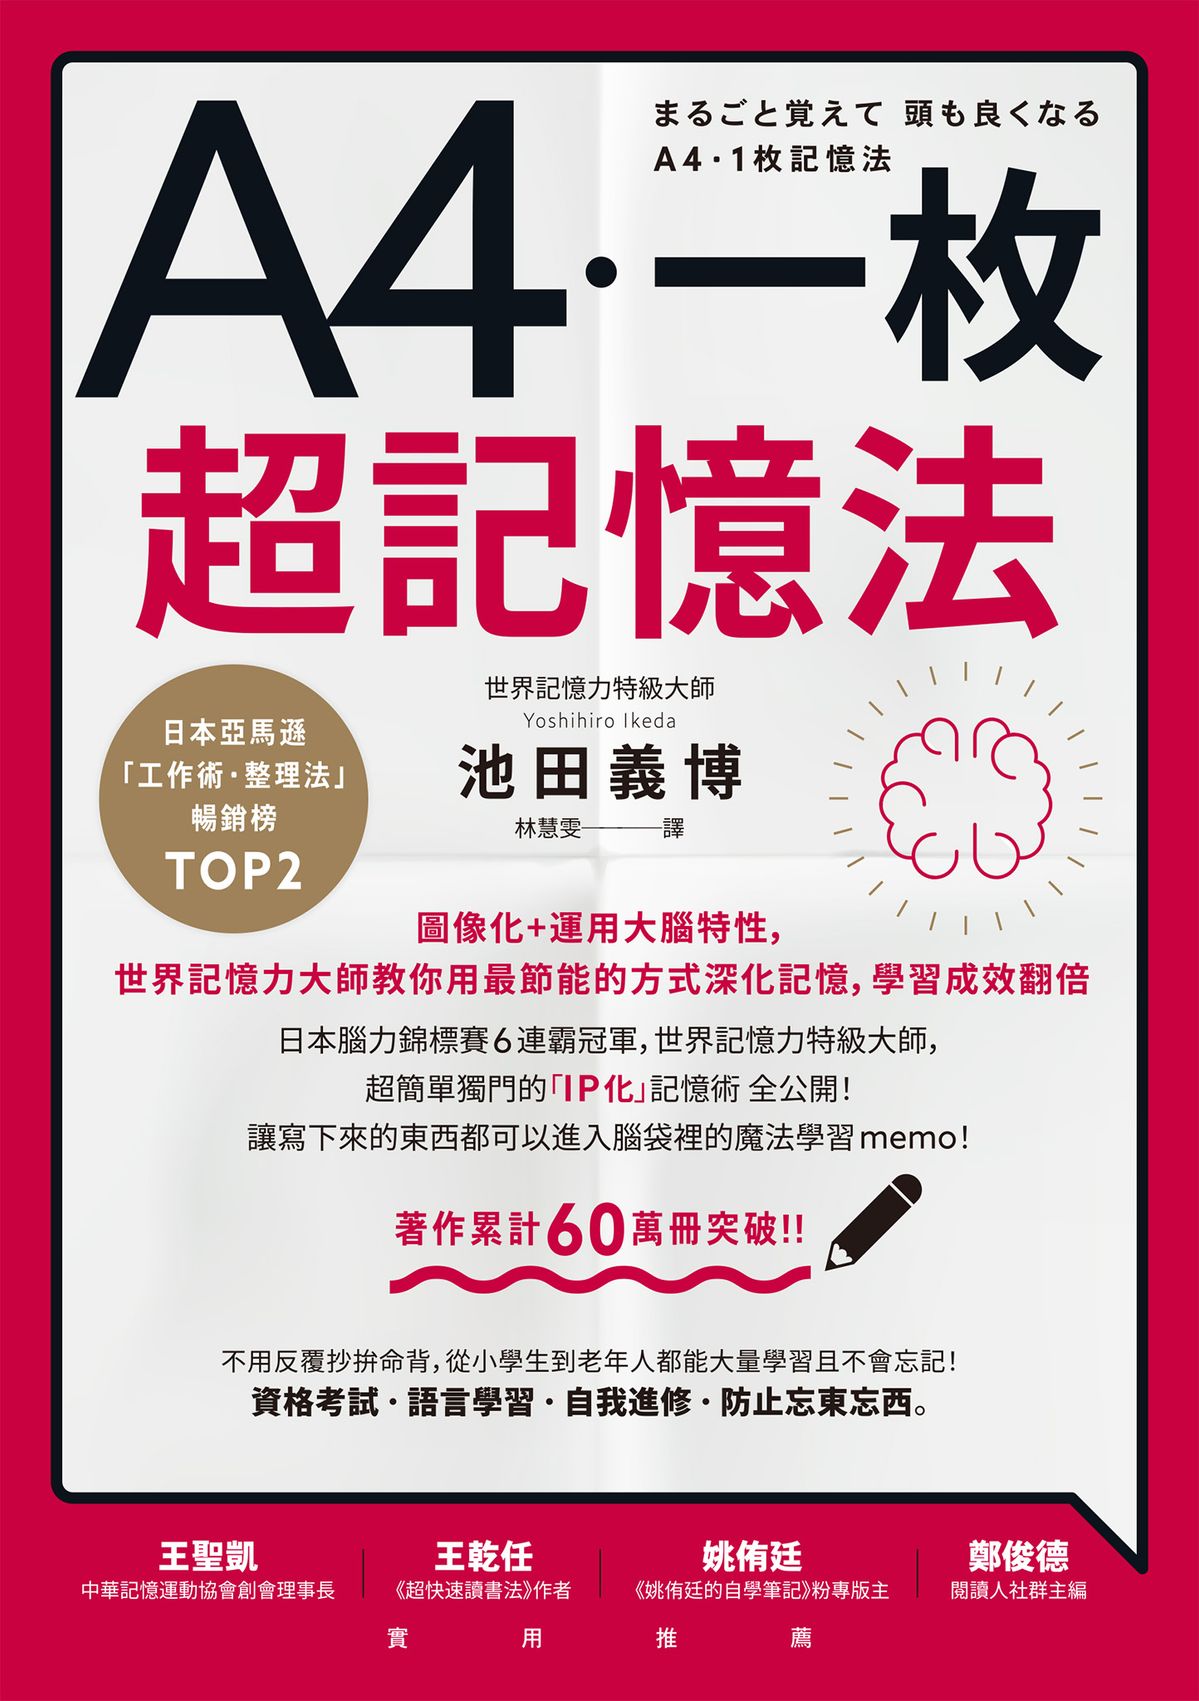 まるごと覚えて 頭も良くなる
A4·1枚記憶法
A4·一枚
超記憶法
日本亞馬遜
「工作術·整理法」
暢銷榜
TOP2
世界記憶力特級大師
Yoshihiro Ikeda
池田義博
林慧雯——譯
圖像化+運用大腦特性，
世界記憶力大師教你用最節能的方式深化記憶，學習成效翻倍
日本腦力錦標賽6連霸冠軍，世界記憶力特級大師，
超簡單獨門的「IP化」記憶術 全公開！
讓寫下來的東西都可以進入腦袋裡的魔法學習memo！
著作累計60萬冊突破!!
不用反覆抄拚命背，從小學生到老年人都能大量學習且不會忘記！
資格考試·語言學習·自我進修·防止忘東忘西。
王聖凱
中華記憶運動協會創會理事長
王乾任
《超快速讀書法》作者
姚侑廷
《姚侑廷的自學筆記》粉專版主
鄭俊德
閱讀人社群主編
實用推薦